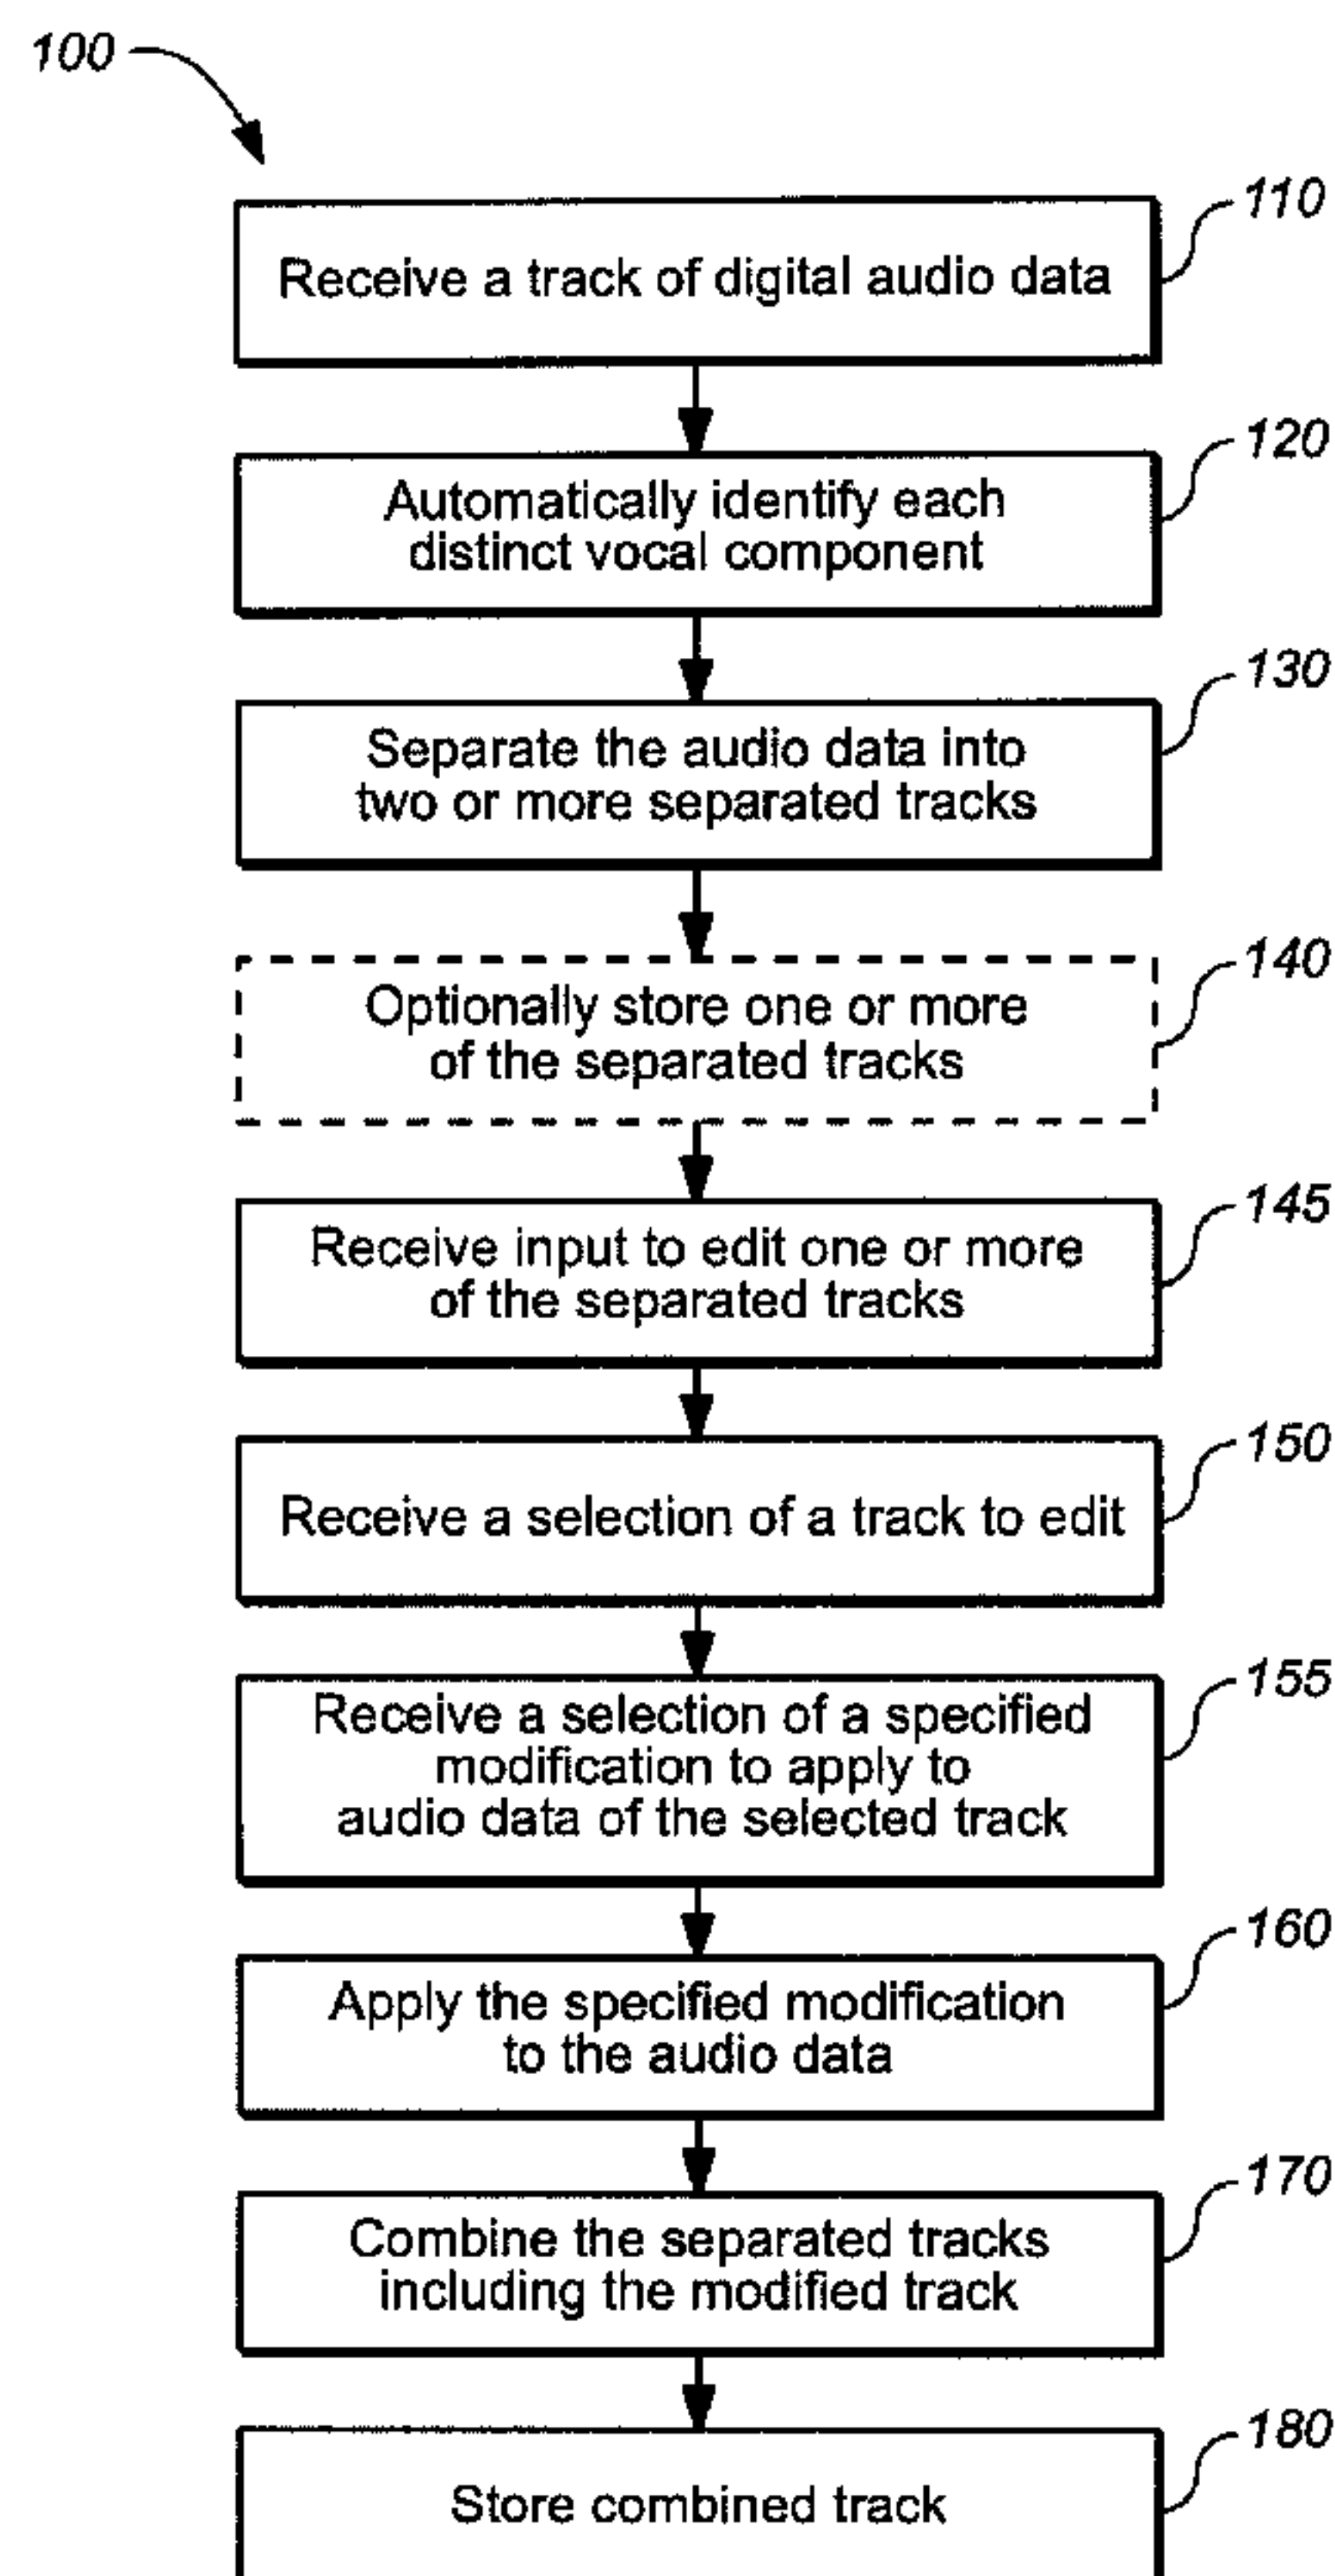 100
110
Receive a track of digital audio data
120
Automatically identify each
distinct vocal component
130
Separate the audio data into
two or more separated tracks
140
Optionally store one or more
of the separated tracks
145
Receive input to edit one or more
of the separated tracks
150
Receive a selection of a track to edit
155
Receive a selection of a specified
modification to apply to
audio data of the selected track
160
Apply the specified modification
to the audio data
170
Combine the separated tracks
including the modified track
180
Store combined track